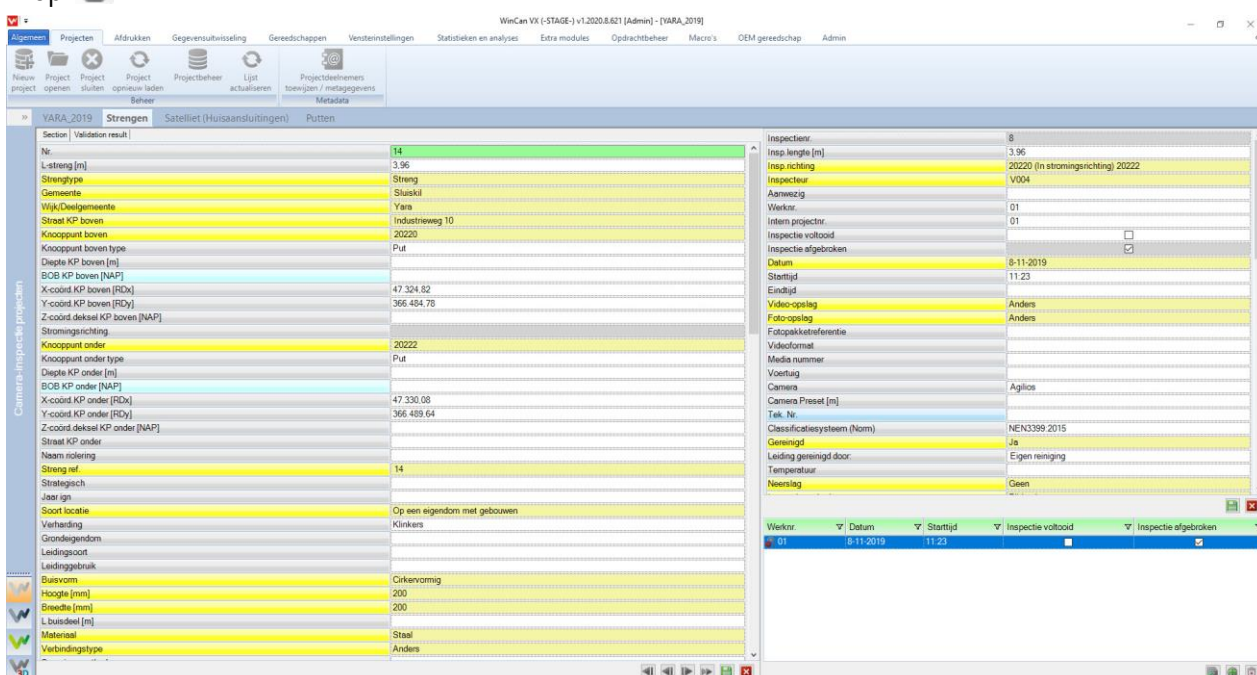 op
WinCan VX (-STAGE-) v1.2020.8.621 [Admin] - [YARA_2019]
Algemeen Projecten Afdrukken Gegevensuitwisseling Gereedschappen Vensterinstellingen Statistieken en analyses Extra modules Opdrachtbeheer Macro's OEM gereedschap Admin
Nieuw project Project openen Project sluiten Project opnieuw laden Projectbeheer Lijst actualiseren Projectdeelnemers toewijzen / metagegevens
Beheer Metadata
YARA_2019 Strengen Satelliet (Huisaansluitingen) Putten
Camera-inspectie projecten
Section Validation result
Nr. 14
L-streng [m] 3,96
Strengtype Streng
Gemeente Sluiskil
Wijk/Deelgemeente Yara
Straat KP boven Industrieweg 10
Knooppunt boven 20220
Knooppunt boven type Put
Diepte KP boven [m]
BOB KP boven [NAP]
X-coörd.KP boven [RDx] 47.324,82
Y-coörd.KP boven [RDy] 366.484,78
Z-coörd.deksel KP boven [NAP]
Stromingsrichting.
Knooppunt onder 20222
Knooppunt onder type Put
Diepte KP onder [m]
BOB KP onder [NAP]
X-coörd.KP onder [RDx] 47.330,08
Y-coörd.KP onder [RDy] 366.489,64
Z-coörd.deksel KP onder [NAP]
Straat KP onder
Naam riolering
Streng ref. 14
Strategisch
Jaar ign
Soort locatie Op een eigendom met gebouwen
Verharding Klinkers
Grondeigendom
Leidingsoort
Leidinggebruik
Buisvorm Cirkervormig
Hoogte [mm] 200
Breedte [mm] 200
L buisdeel [m]
Materiaal Staal
Verbindingstype Anders
Inspectienr. 8
Insp.lengte [m] 3,96
Insp.richting 20220 (In stromingsrichting) 20222
Inspecteur V004
Aanwezig
Werknr. 01
Intern projectnr. 01
Inspectie voltooid
Inspectie afgebroken
Datum 8-11-2019
Starttijd 11:23
Eindtijd
Video-opslag Anders
Foto-opslag Anders
Fotopakketreferentie
Videoformat
Media nummer
Voertuig
Camera Agilios
Camera Preset [m]
Tek. Nr.
Classificatiesysteem (Norm) NEN3399:2015
Gereinigd Ja
Leiding gereinigd door: Eigen reiniging
Temperatuur
Neerslag Geen
Werknr. Datum Starttijd Inspectie voltooid Inspectie afgebroken
01 8-11-2019 11:23